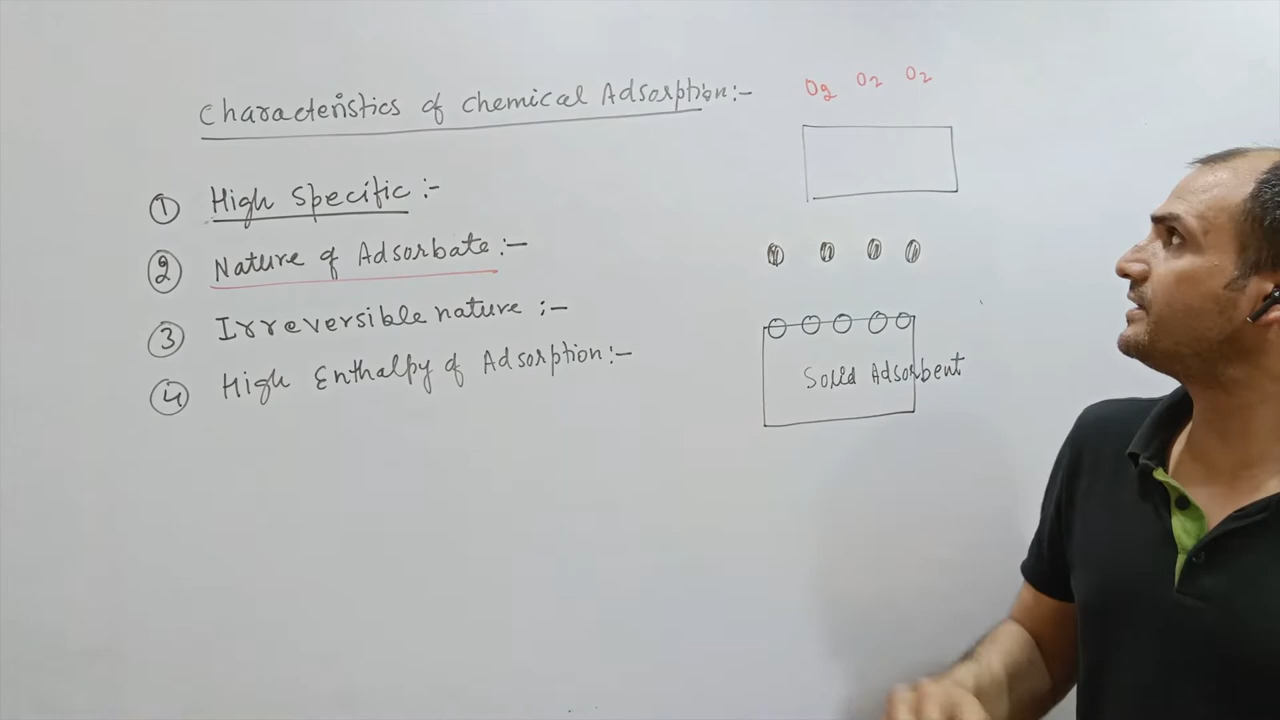 Characteristics of chemical Adsorption:-
O2 O2 O2
① High Specific:-
② Nature of Adsorbate:-
③ Irreversible nature:-
④ High Enthalpy of Adsorption:-
Solid Adsorbent